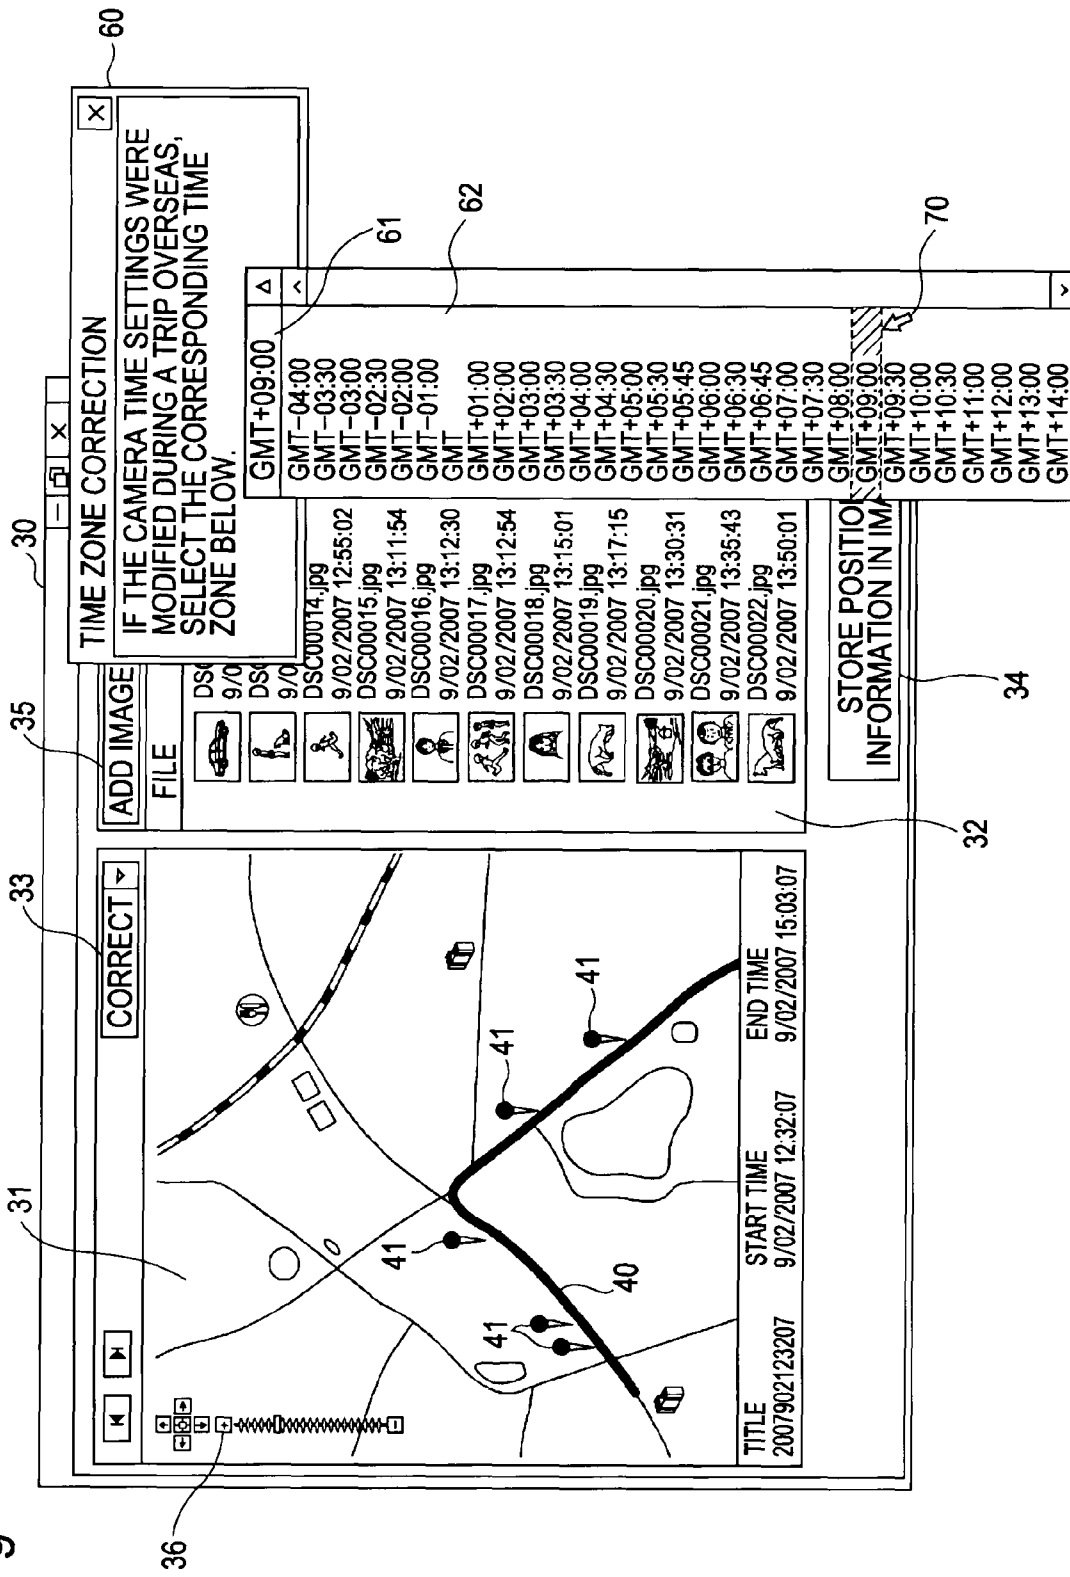 30
60
TIME ZONE CORRECTION
IF THE CAMERA TIME SETTINGS WERE
MODIFIED DURING A TRIP OVERSEAS,
SELECT THE CORRESPONDING TIME
ZONE BELOW.
61
62
GMT+09:00
GMT−04:00
GMT−03:30
GMT−03:00
GMT−02:30
GMT−02:00
GMT−01:00
GMT
GMT+01:00
GMT+02:00
GMT+03:00
GMT+03:30
GMT+04:00
GMT+04:30
GMT+05:00
GMT+05:30
GMT+05:45
GMT+06:00
GMT+06:30
GMT+06:45
GMT+07:00
GMT+07:30
GMT+08:00
GMT+09:00
GMT+09:30
GMT+10:00
GMT+10:30
GMT+11:00
GMT+12:00
GMT+13:00
GMT+14:00
70
35
ADD IMAGE
FILE
DSC
9/0
DSC
9/0
DSC00014.jpg
9/02/2007 12:55:02
DSC00015.jpg
9/02/2007 13:11:54
DSC00016.jpg
9/02/2007 13:12:30
DSC00017.jpg
9/02/2007 13:12:54
DSC00018.jpg
9/02/2007 13:15:01
DSC00019.jpg
9/02/2007 13:17:15
DSC00020.jpg
9/02/2007 13:30:31
DSC00021.jpg
9/02/2007 13:35:43
DSC00022.jpg
9/02/2007 13:50:01
32
STORE POSITION
INFORMATION IN IMA
34
33
CORRECT
31
36
41
41
41
41
40
TITLE START TIME END TIME
2007902123207 9/02/2007 12:32:07 9/02/2007 15:03:07